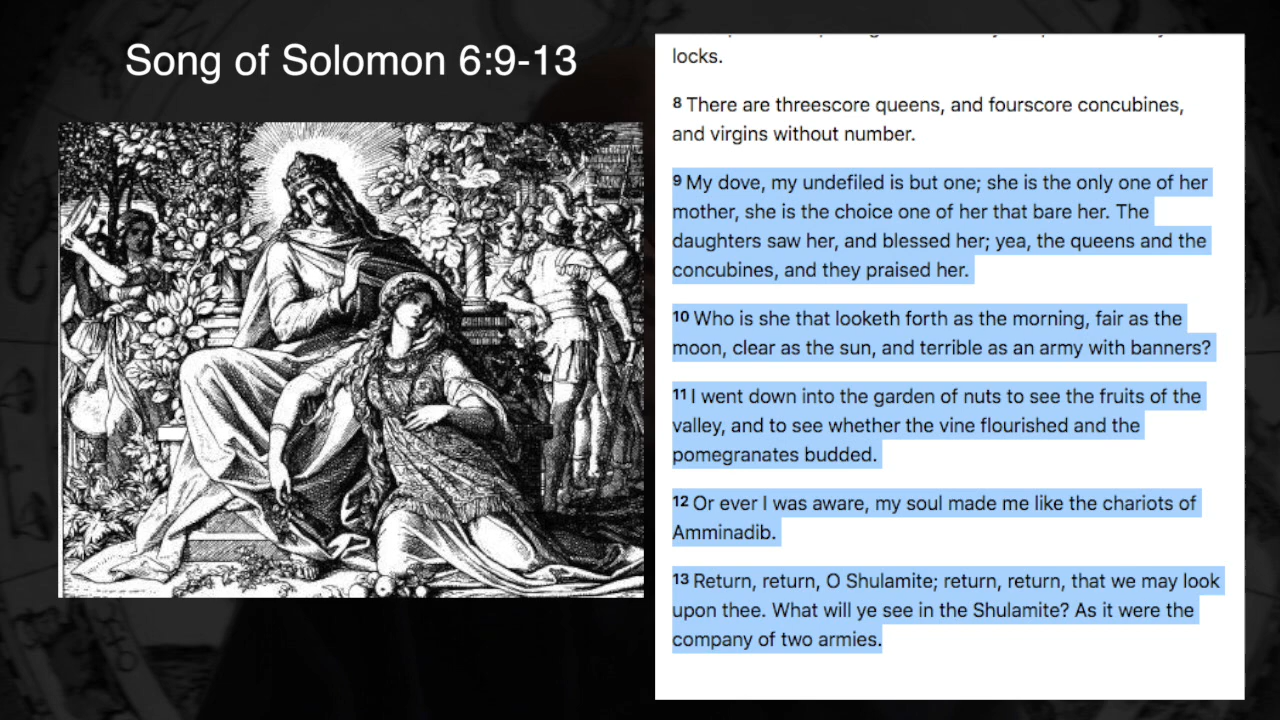 Song of Solomon 6:9-13
locks.
8 There are threescore queens, and fourscore concubines,
and virgins without number.
9 My dove, my undefiled is but one; she is the only one of her
mother, she is the choice one of her that bare her. The
daughters saw her, and blessed her; yea, the queens and the
concubines, and they praised her.
10 Who is she that looketh forth as the morning, fair as the
moon, clear as the sun, and terrible as an army with banners?
11 I went down into the garden of nuts to see the fruits of the
valley, and to see whether the vine flourished and the
pomegranates budded.
12 Or ever I was aware, my soul made me like the chariots of
Amminadib.
13 Return, return, O Shulamite; return, return, that we may look
upon thee. What will ye see in the Shulamite? As it were the
company of two armies.